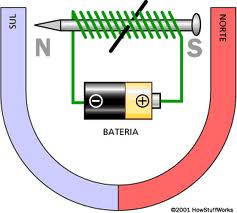 SUL
N
S
NORTE
−
+
BATERIA
©2001 HowStuffWorks